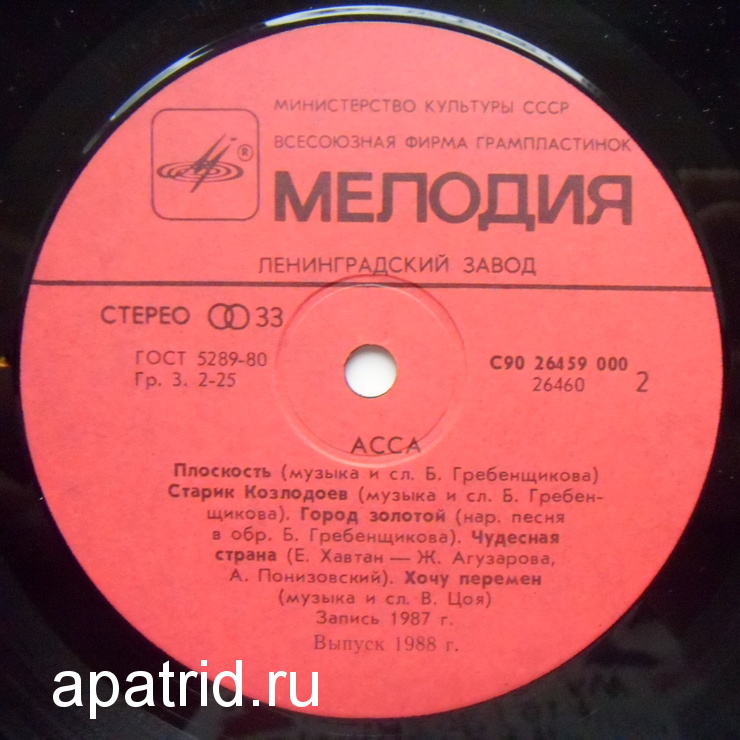 МИНИСТЕРСТВО КУЛЬТУРЫ СССР
ВСЕСОЮЗНАЯ ФИРМА ГРАМПЛАСТИНОК
®
МЕЛОДИЯ
ЛЕНИНГРАДСКИЙ ЗАВОД
СТЕРЕО 33
ГОСТ 5289-80
Гр. 3. 2-25
С90 26459 000
26460 2
АССА
Плоскость (музыка и сл. Б. Гребенщикова)
Старик Козлодоев (музыка и сл. Б. Гребен-
щикова). Город золотой (нар. песня
в обр. Б. Гребенщикова). Чудесная
страна (Е. Хавтан — Ж. Агузарова,
А. Понизовский). Хочу перемен
(музыка и сл. В. Цоя)
Запись 1987 г.
Выпуск 1988 г.
apatrid.ru